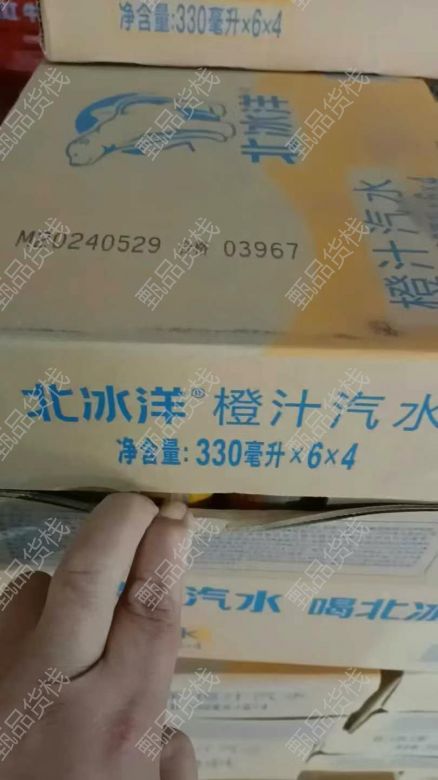 净含量:330毫升×6×4
北冰洋
橙汁汽水
03967
北冰洋®橙汁汽水
净含量:330毫升×6×4
汽水 喝北冰
甄品货栈